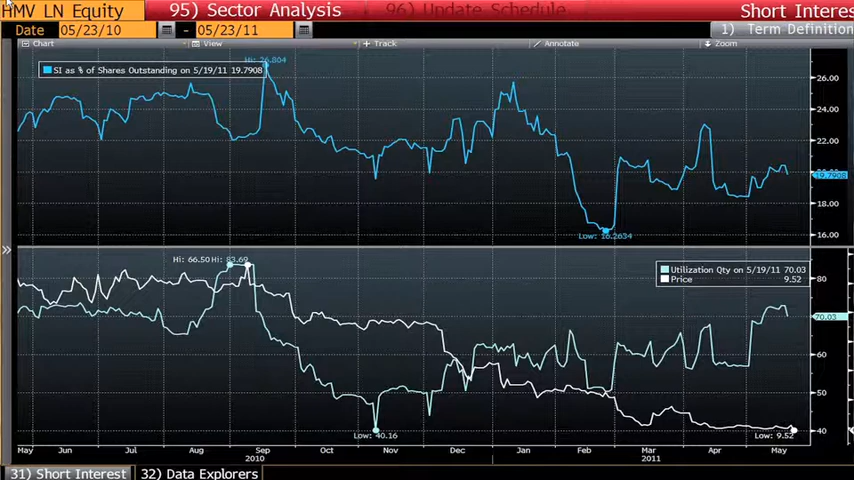 HMV LN Equity 95) Sector Analysis 96) Update Schedule Short Interes
Date 05/23/10 - 05/23/11 1) Term Definition
Chart View Track Annotate Zoom
Hi: 26.804
SI as % of Shares Outstanding on 5/19/11 19.7908
26.00
24.00
22.00
19.7908
18.00
16.00
Low: 16.2634
Hi: 66.50 Hi: 83.69
Utilization Qty on 5/19/11 70.03
Price 9.52
80
70.03
60
50
40
Low: 40.16
Low: 9.52
May Jun Jul Aug Sep Oct Nov Dec Jan Feb Mar Apr May
2010 2011
31) Short Interest 32) Data Explorers